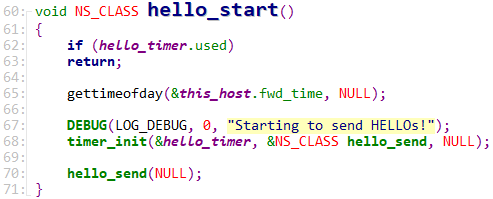 60: void NS_CLASS hello_start()
61: {
62: if (hello_timer.used)
63: return;
64:
65: gettimeofday(&this_host.fwd_time, NULL);
66:
67: DEBUG(LOG_DEBUG, 0, "Starting to send HELLOs!");
68: timer_init(&hello_timer, &NS_CLASS hello_send, NULL);
69:
70: hello_send(NULL);
71: }